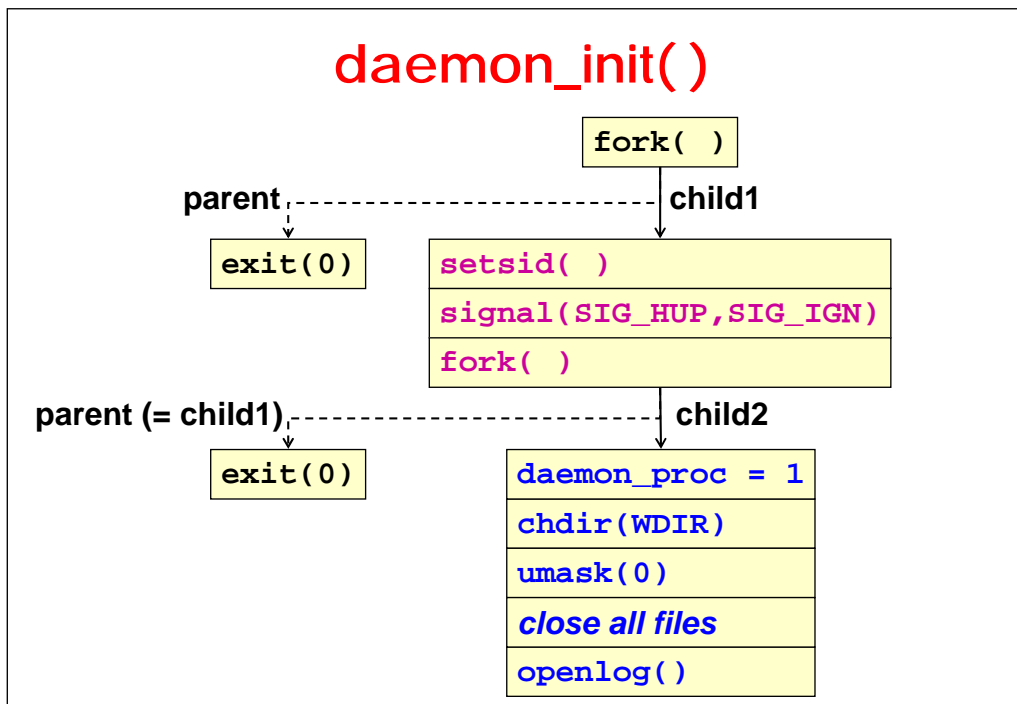 daemon_init( )
fork( )
parent
child1
exit(0)
setsid( )
signal(SIG_HUP,SIG_IGN)
fork( )
parent (= child1)
child2
exit(0)
daemon_proc = 1
chdir(WDIR)
umask(0)
close all files
openlog()